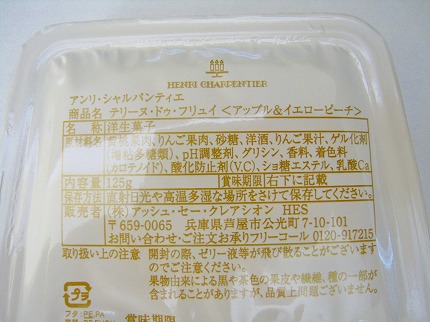 HENRI CHARPENTIER
アンリ・シャルパンティエ
商品名 テリーヌ・ドゥ・フリュイ <アップル&イエローピーチ>
名称 洋生菓子
原材料名 黄桃果肉、りんご果肉、砂糖、洋酒、りんご果汁、ゲル化剤
(増粘多糖類)、pH調整剤、グリシン、香料、着色料
(カロテノイド)、酸化防止剤(V.C)、ショ糖エステル、乳酸Ca
内容量 125g 賞味期限 右下に記載
保存方法 直射日光や高温多湿な場所をさけて保存してください。
販売者 (株)アッシュ・セー・クレアシオン HES
〒659-0065 兵庫県芦屋市公光町7-10-101
お問い合わせ・ご注文お承りフリーコール 0120-917215
取り扱い上の注意 開封の際、ゼリー液等が飛び散ることがございます
のでご注意ください。
果物由来による黒や茶色の果皮や繊維、種の一部が
含まれることがありますが、品質上問題ございません。
プラ
フタ:PE,PA
賞味期限